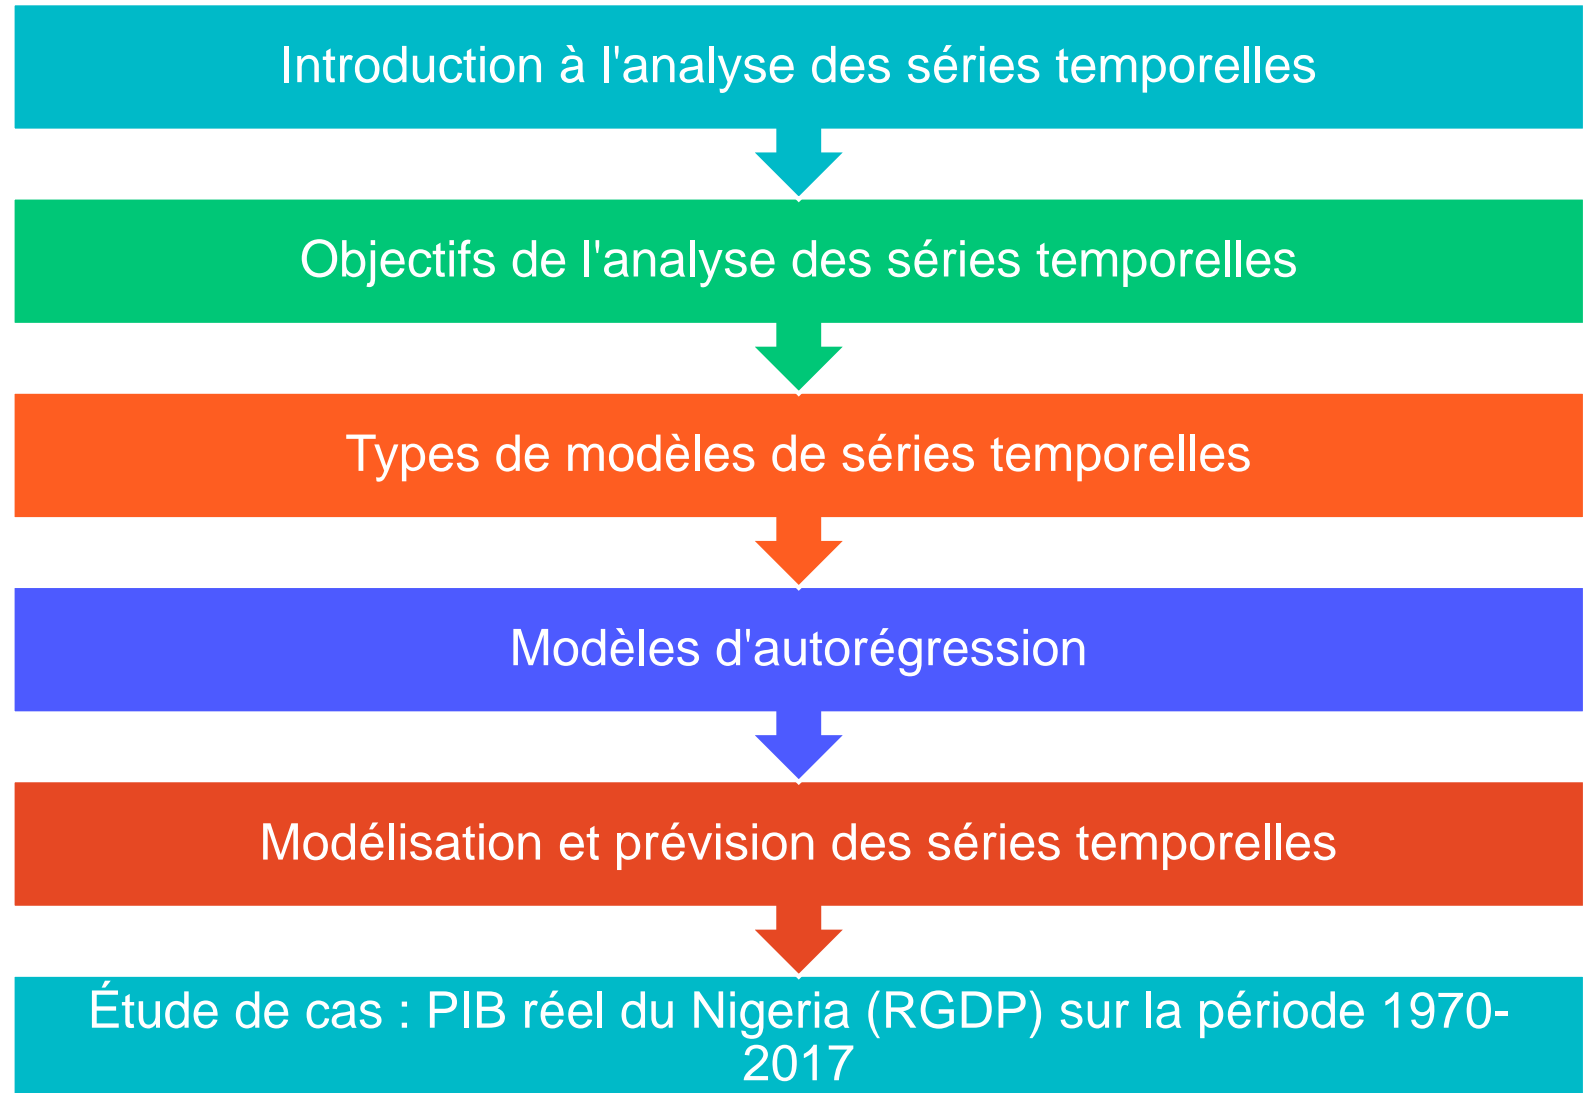 Introduction à l'analyse des séries temporelles
Objectifs de l'analyse des séries temporelles
Types de modèles de séries temporelles
Modèles d'autorégression
Modélisation et prévision des séries temporelles
Étude de cas : PIB réel du Nigeria (RGDP) sur la période 1970-
2017